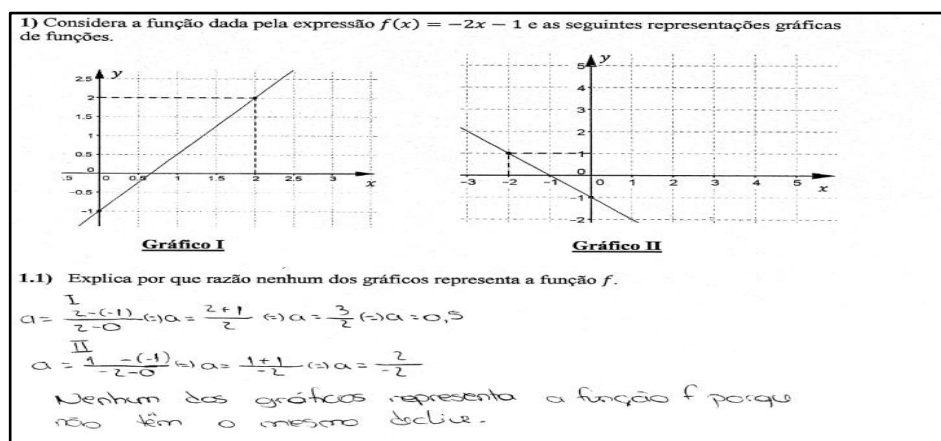 1) Considera a função dada pela expressão f(x) = −2x − 1 e as seguintes representações gráficas
de funções.
y
2.5
2
1.5
1
0.5
0
.5 0 0.5 1 1.5 2 2.5 3 x
−0.5
−1
Gráfico I
y
5
4
3
2
1
0
−3 −2 −1 0 1 2 3 4 5 x
−1
−2
Gráfico II
1.1) Explica por que razão nenhum dos gráficos representa a função f.
I
a = 2-(-1)/2-0 (=) a = 2+1/2 (=) a = 3/2 (=) a = 0,5
II
a = 1-(-1)/-2-0 (=) a = 1+1/-2 (=) a = 2/-2
Nenhum dos gráficos representa a função f porque
não têm o mesmo declive.